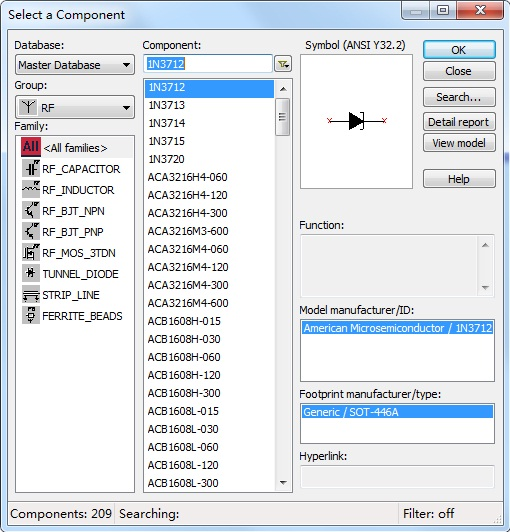 Select a Component
Database:
Master Database
Group:
RF
Family:
All <All families>
RF_CAPACITOR
RF_INDUCTOR
RF_BJT_NPN
RF_BJT_PNP
RF_MOS_3TDN
TUNNEL_DIODE
STRIP_LINE
FERRITE_BEADS
Component:
1N3712
1N3712
1N3713
1N3714
1N3715
1N3720
ACA3216H4-060
ACA3216H4-120
ACA3216H4-300
ACA3216M3-600
ACA3216M4-060
ACA3216M4-120
ACA3216M4-300
ACA3216M4-600
ACB1608H-015
ACB1608H-030
ACB1608H-060
ACB1608H-120
ACB1608H-300
ACB1608L-015
ACB1608L-030
ACB1608L-060
ACB1608L-120
ACB1608L-300
Symbol (ANSI Y32.2)
OK
Close
Search...
Detail report
View model
Help
Function:
Model manufacturer/ID:
American Microsemiconductor / 1N3712
Footprint manufacturer/type:
Generic / SOT-446A
Hyperlink:
Components: 209 Searching: Filter: off